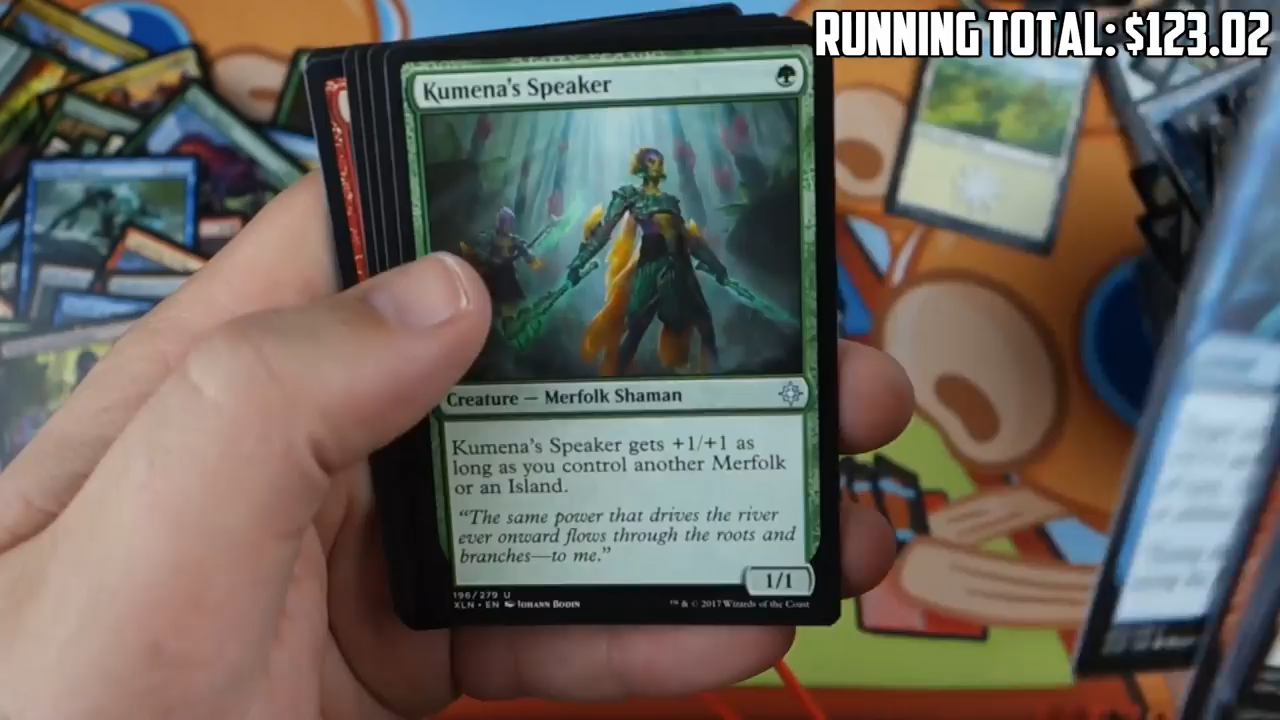 RUNNING TOTAL: $123.02
Kumena's Speaker
Creature — Merfolk Shaman
Kumena's Speaker gets +1/+1 as
long as you control another Merfolk
or an Island.
“The same power that drives the river
ever onward flows through the roots and
branches—to me.”
1/1
196/279 U
XLN • EN Johann Bodin
™ & © 2017 Wizards of the Coast